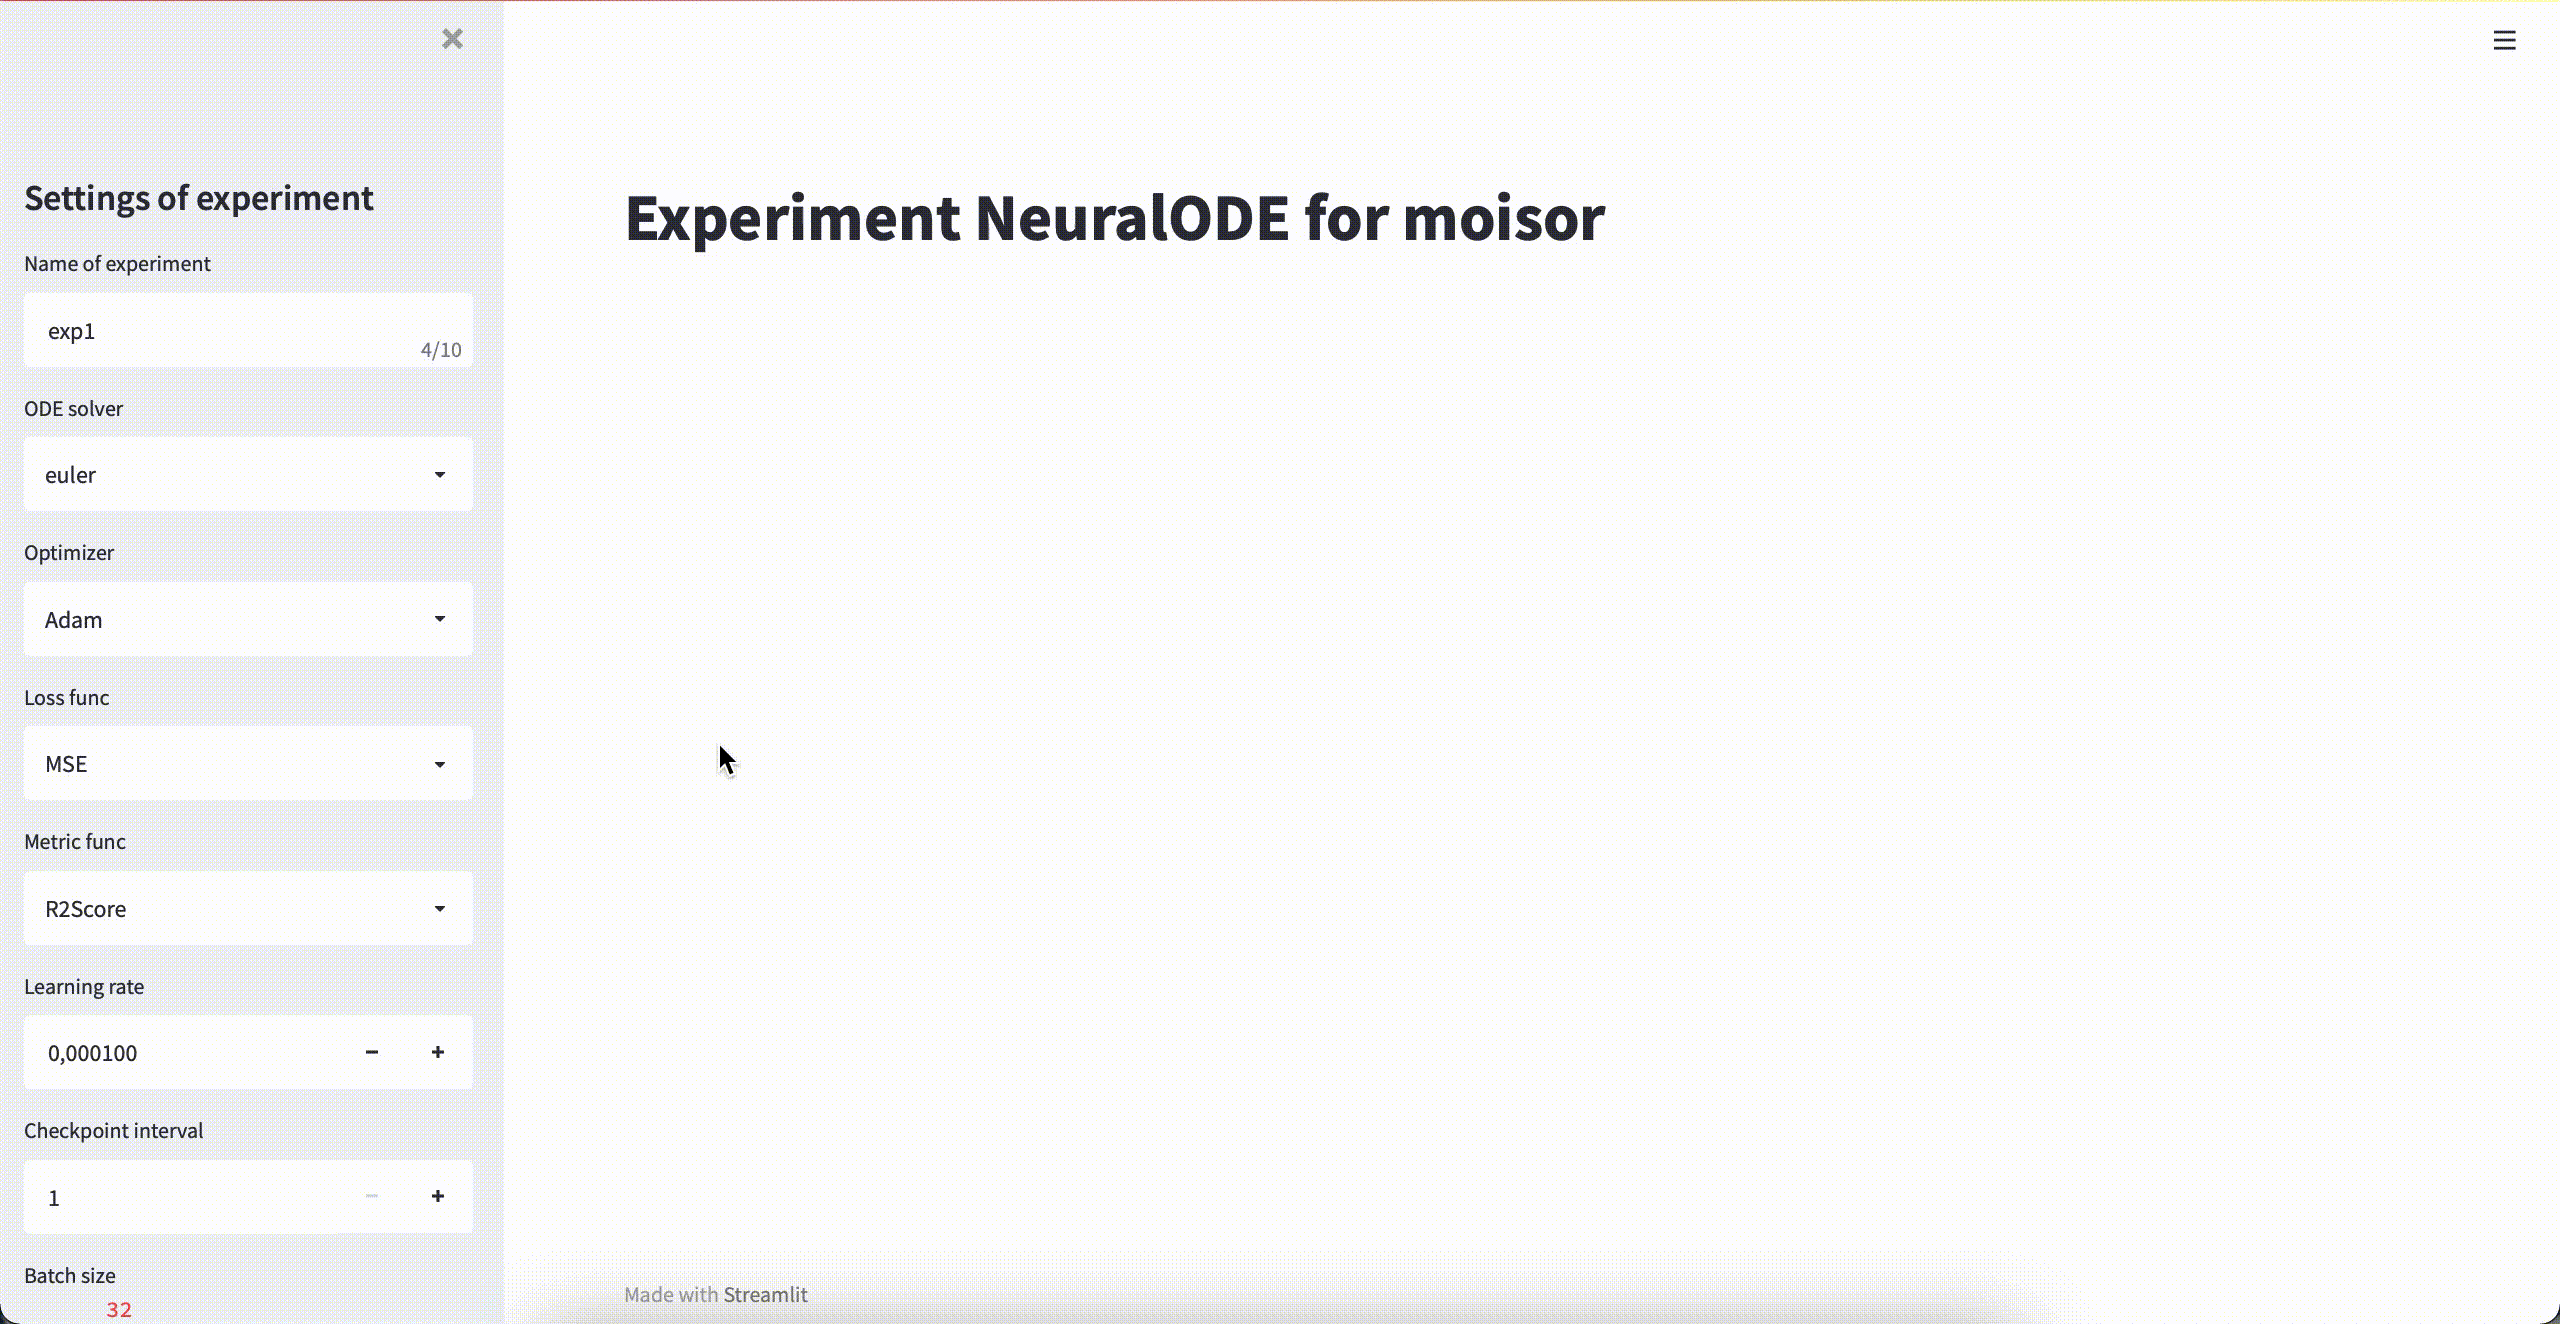 Settings of experiment
Name of experiment
exp1
4/10
ODE solver
euler
Optimizer
Adam
Loss func
MSE
Metric func
R2Score
Learning rate
0,000100
Checkpoint interval
1
Batch size
32
Experiment NeuralODE for moisor
Made with Streamlit